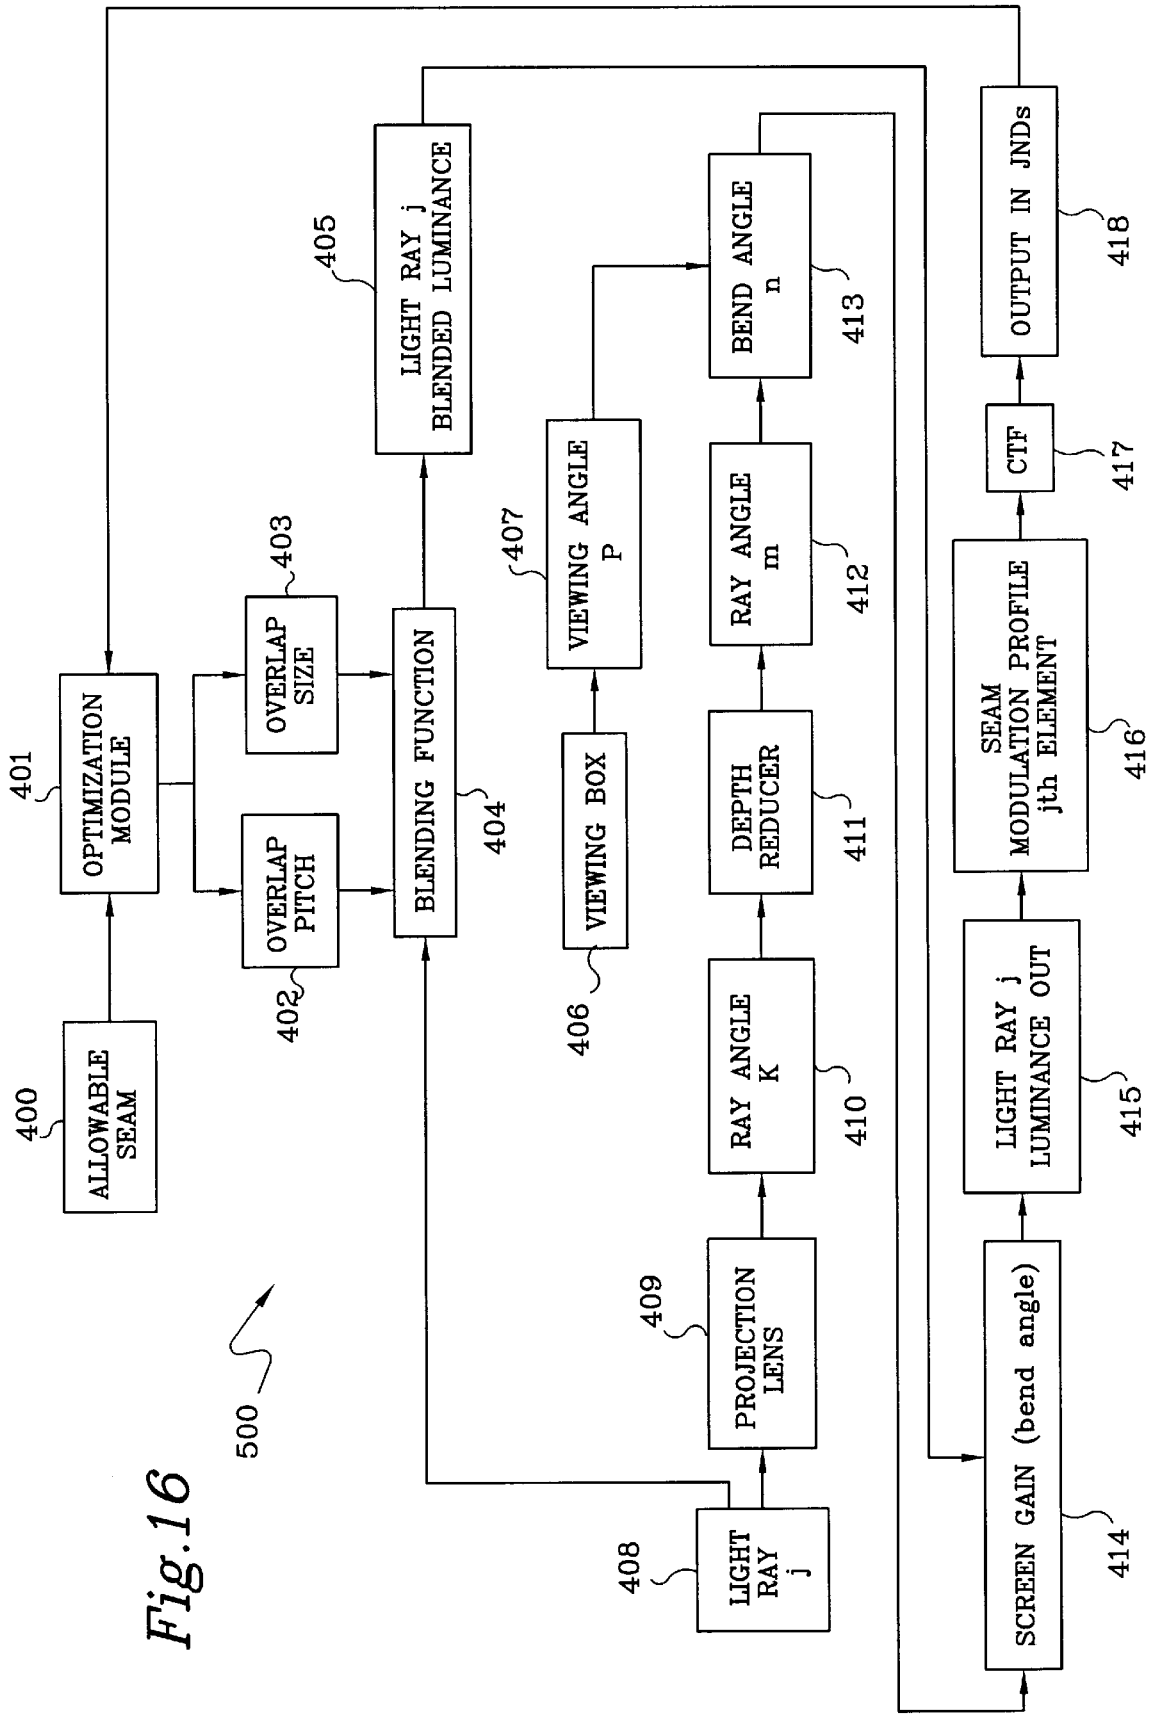 Fig.16
500
400
ALLOWABLE
SEAM
401
OPTIMIZATION
MODULE
402
OVERLAP
PITCH
403
OVERLAP
SIZE
BLENDING FUNCTION
404
405
LIGHT RAY j
BLENDED LUMINANCE
406
VIEWING BOX
407
VIEWING ANGLE
P
408
LIGHT
RAY
j
409
PROJECTION
LENS
RAY ANGLE
K
410
DEPTH
REDUCER
411
RAY ANGLE
m
412
BEND ANGLE
n
413
SCREEN GAIN (bend angle)
414
LIGHT RAY j
LUMINANCE OUT
415
SEAM
MODULATION PROFILE
jth ELEMENT
416
CTF
417
OUTPUT IN JNDs
418